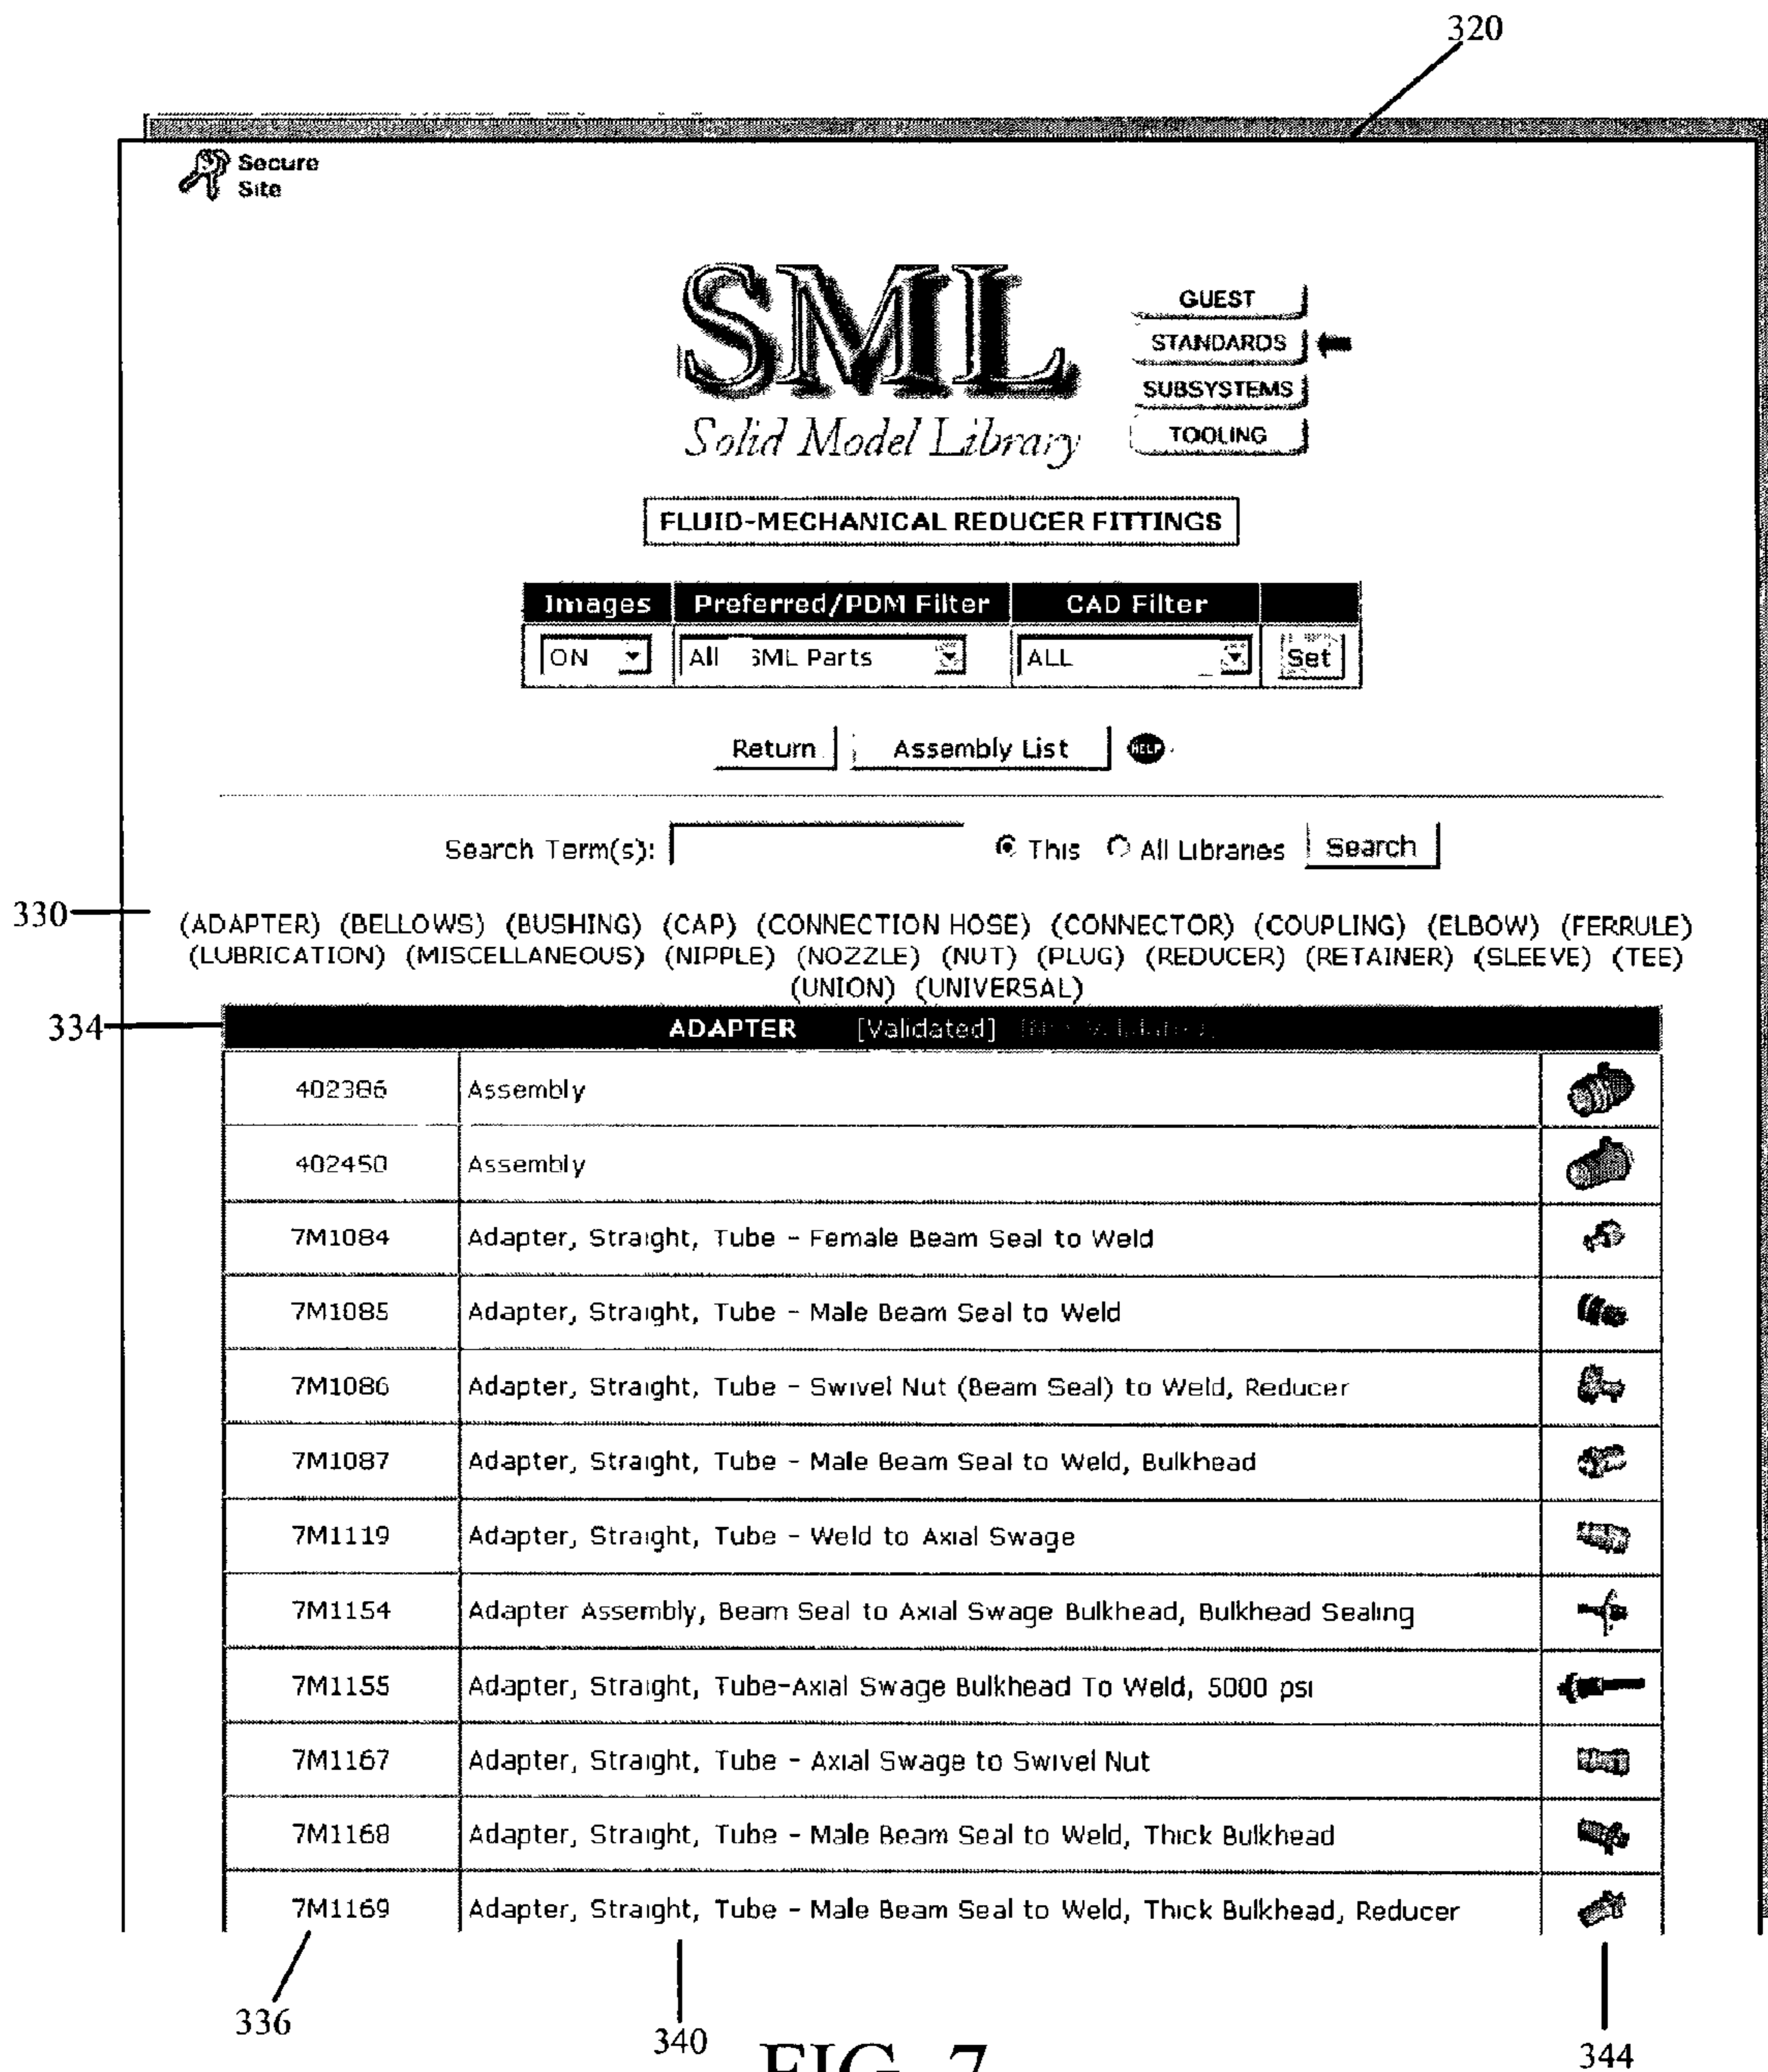 320
Secure
Site
SML
Solid Model Library
GUEST
STANDARDS
SUBSYSTEMS
TOOLING
FLUID-MECHANICAL REDUCER FITTINGS
Images Preferred/PDM Filter CAD Filter
ON All SML Parts ALL Set
Return Assembly List HELP
Search Term(s): This All Libraries Search
330
(ADAPTER) (BELLOWS) (BUSHING) (CAP) (CONNECTION HOSE) (CONNECTOR) (COUPLING) (ELBOW) (FERRULE)
(LUBRICATION) (MISCELLANEOUS) (NIPPLE) (NOZZLE) (NUT) (PLUG) (REDUCER) (RETAINER) (SLEEVE) (TEE)
(UNION) (UNIVERSAL)
334
ADAPTER [Validated]
402386 Assembly
402450 Assembly
7M1084 Adapter, Straight, Tube - Female Beam Seal to Weld
7M1085 Adapter, Straight, Tube - Male Beam Seal to Weld
7M1086 Adapter, Straight, Tube - Swivel Nut (Beam Seal) to Weld, Reducer
7M1087 Adapter, Straight, Tube - Male Beam Seal to Weld, Bulkhead
7M1119 Adapter, Straight, Tube - Weld to Axial Swage
7M1154 Adapter Assembly, Beam Seal to Axial Swage Bulkhead, Bulkhead Sealing
7M1155 Adapter, Straight, Tube-Axial Swage Bulkhead To Weld, 5000 psi
7M1167 Adapter, Straight, Tube - Axial Swage to Swivel Nut
7M1168 Adapter, Straight, Tube - Male Beam Seal to Weld, Thick Bulkhead
7M1169 Adapter, Straight, Tube - Male Beam Seal to Weld, Thick Bulkhead, Reducer
336
340
344
FIG. 7